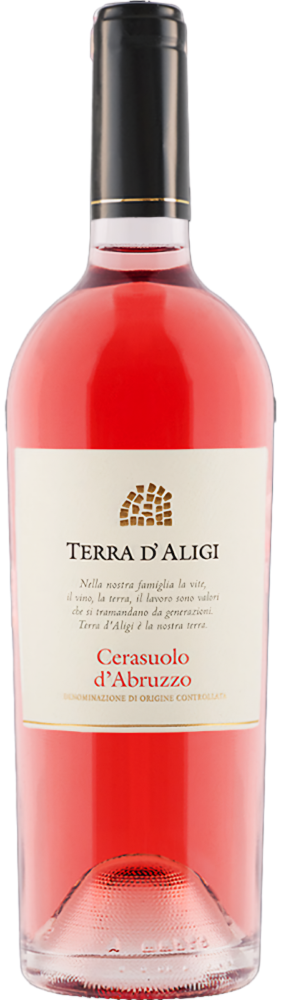 TERRA D'ALIGI
Nella nostra famiglia la vite,
il vino, la terra, il lavoro sono valori
che si tramandano da generazioni.
Terra d'Aligi è la nostra terra.
Cerasuolo
d'Abruzzo
DENOMINAZIONE DI ORIGINE CONTROLLATA